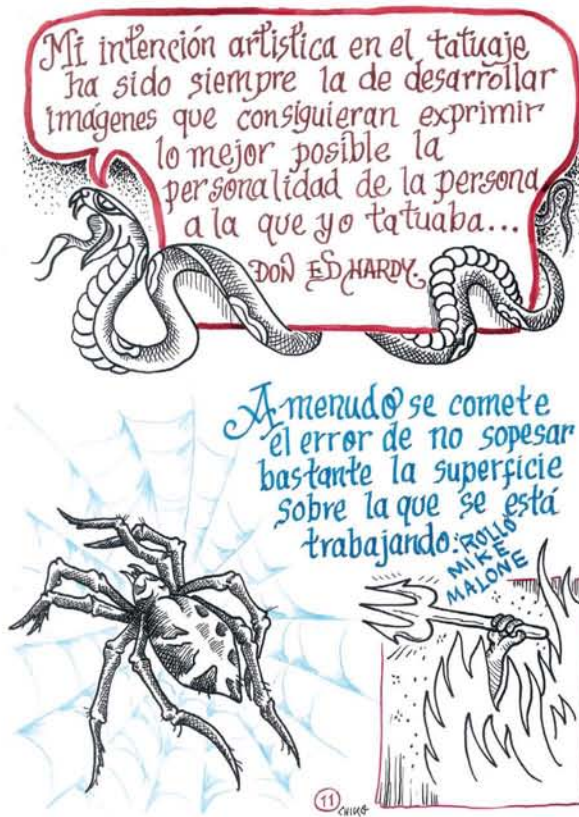 Mi intención artistica en el tatuaje
ha sido siempre la de desarrollar
imágenes que consiguieran exprimir
lo mejor posible la
personalidad de la persona
a la que yo tatuaba...
DON ED HARDY.
A menudo se comete
el error de no sopesar
bastante la superficie
sobre la que se está
trabajando.
ROLLO
MIKE
MALONE
11